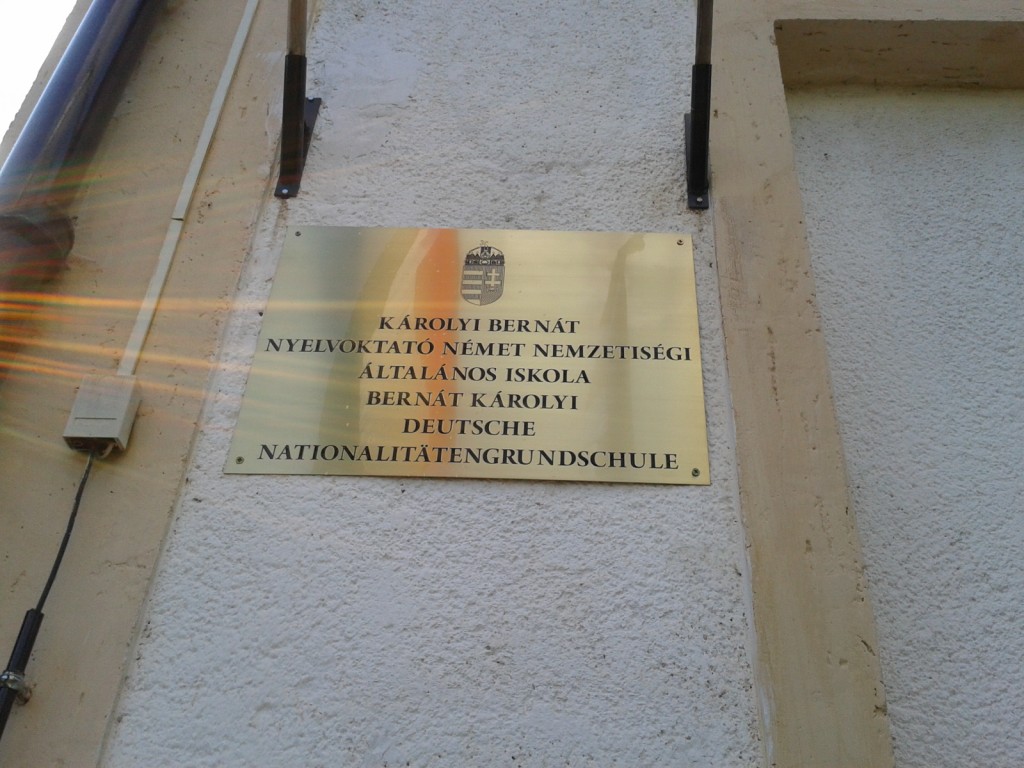 KÁROLYI BERNÁT
NYELVOKTATÓ NÉMET NEMZETISÉGI
ÁLTALÁNOS ISKOLA
BERNÁT KÁROLYI
DEUTSCHE
NATIONALITÄTENGRUNDSCHULE